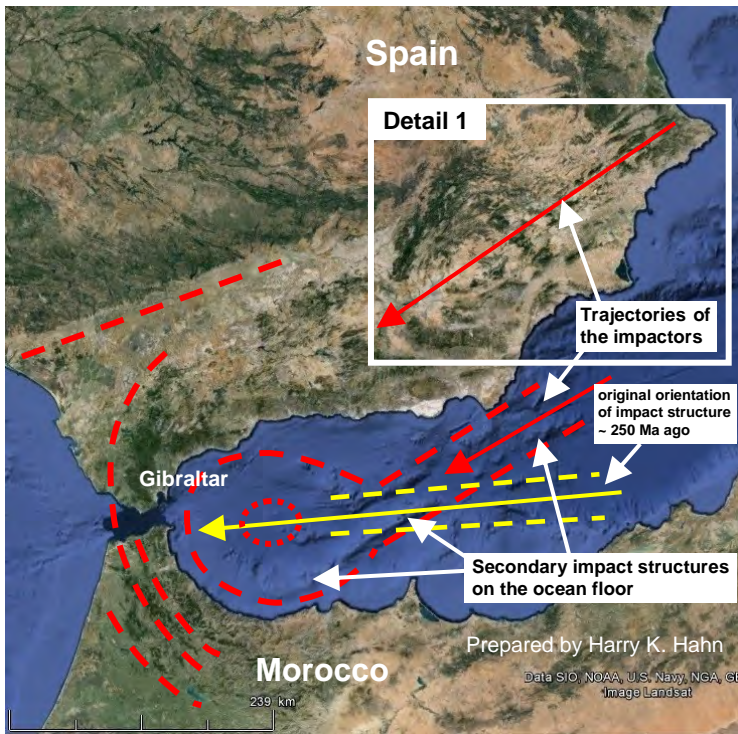 Spain
Detail 1
Trajectories of
the impactors
original orientation
of impact structure
~ 250 Ma ago
Gibraltar
Secondary impact structures
on the ocean floor
Prepared by Harry K. Hahn
Morocco
Data SIO, NOAA, U.S. Navy, NGA, GE
Image Landsat
239 km